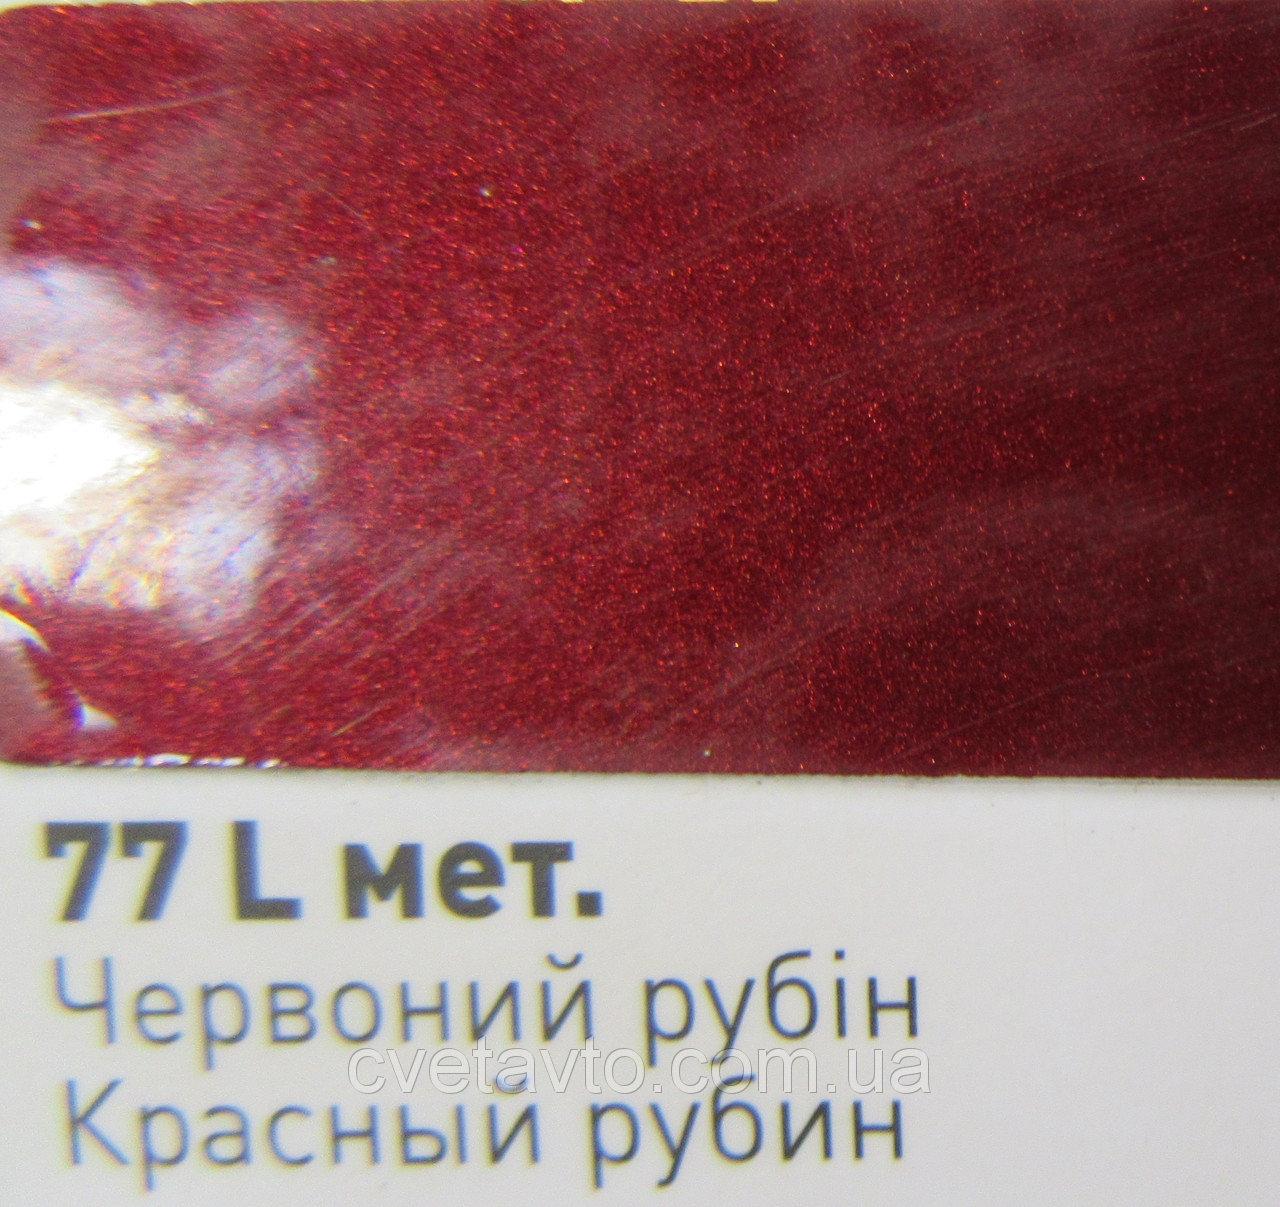 77 L мет.
Червоний рубін
cvetavto.com.ua
Красный рубин